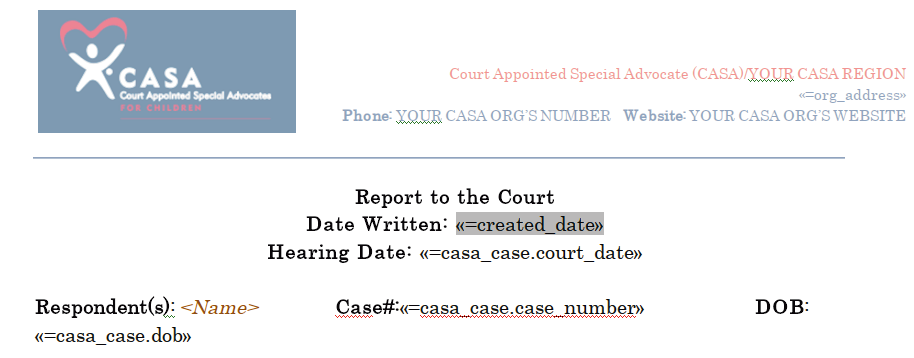 CASA
Court Appointed Special Advocates
FOR CHILDREN
Court Appointed Special Advocate (CASA)/YOUR CASA REGION
«=org_address»
Phone: YOUR CASA ORG'S NUMBER Website: YOUR CASA ORG'S WEBSITE
Report to the Court
Date Written: «=created_date»
Hearing Date: «=casa_case.court_date»
Respondent(s): <Name> Case#:«=casa_case.case_number» DOB:
«=casa_case.dob»